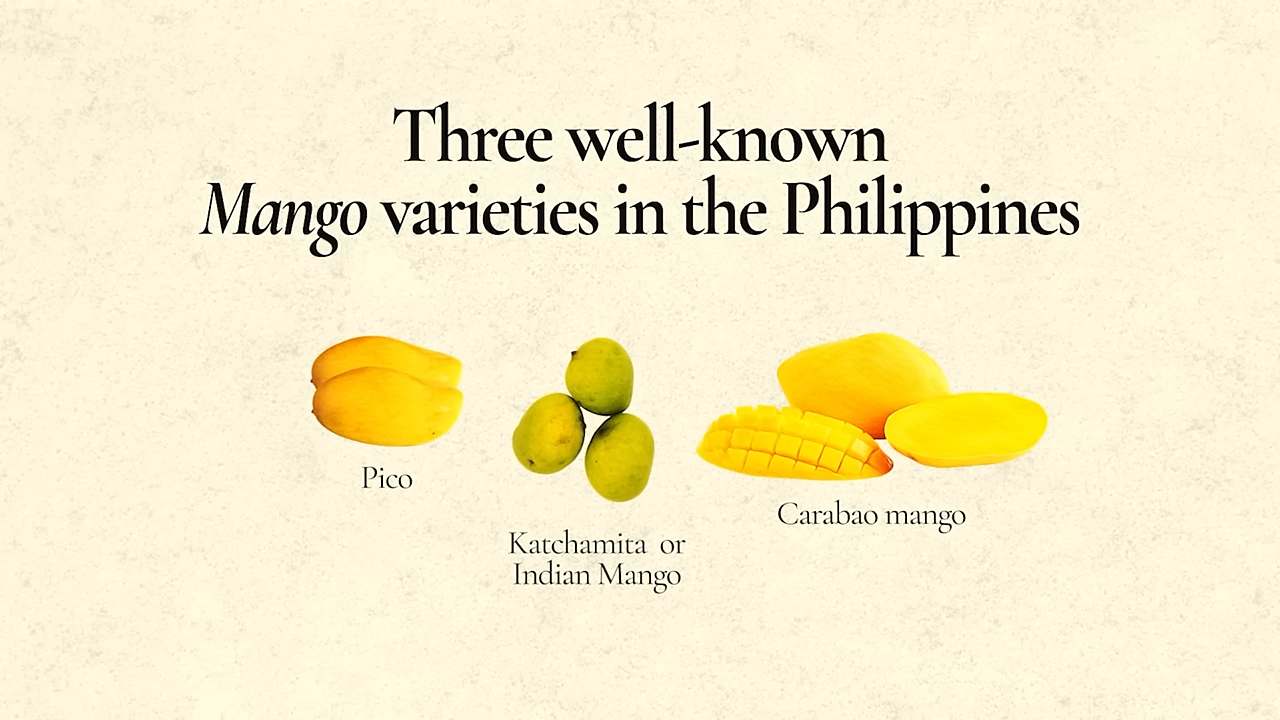 Three well-known
Mango varieties in the Philippines
Pico
Katchamita or
Indian Mango
Carabao mango